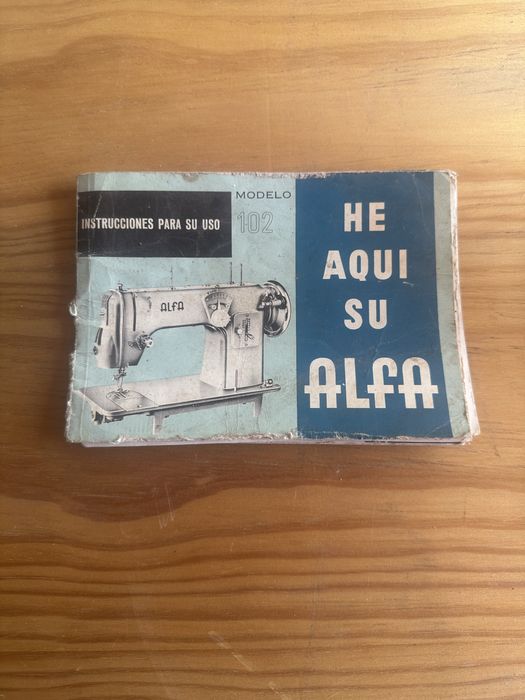 INSTRUCCIONES PARA SU USO
MODELO
102
ALFA
HE
AQUI
SU
ALFA